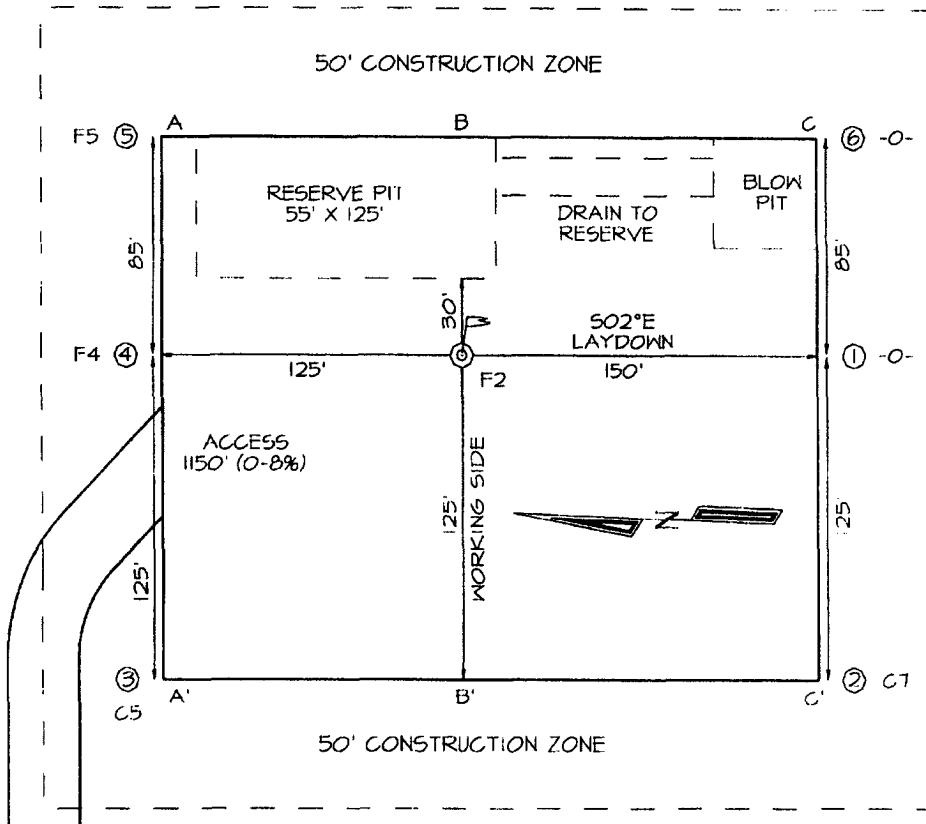 50' CONSTRUCTION ZONE
A
B
C
F5 ⑤
⑥ -0-
RESERVE PIT
55' X 125'
BLOW
PIT
DRAIN TO
RESERVE
85'
85'
30'
S02°E
LAYDOWN
F4 ④
① -0-
125'
F2
150'
ACCESS
1150' (0-8%)
WORKING SIDE
125'
N
125'
25'
③
C5
② C7
A'
B'
C'
50' CONSTRUCTION ZONE